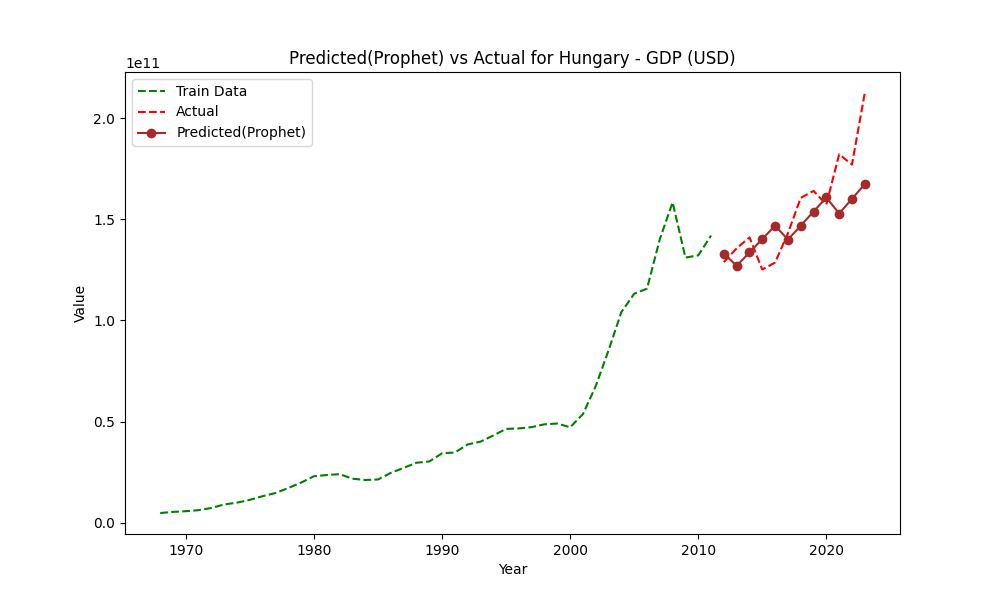 Predicted(Prophet) vs Actual for Hungary - GDP (USD)
1e11
Train Data
Actual
Predicted(Prophet)
2.0
1.5
1.0
0.5
0.0
Value
1970 1980 1990 2000 2010 2020
Year